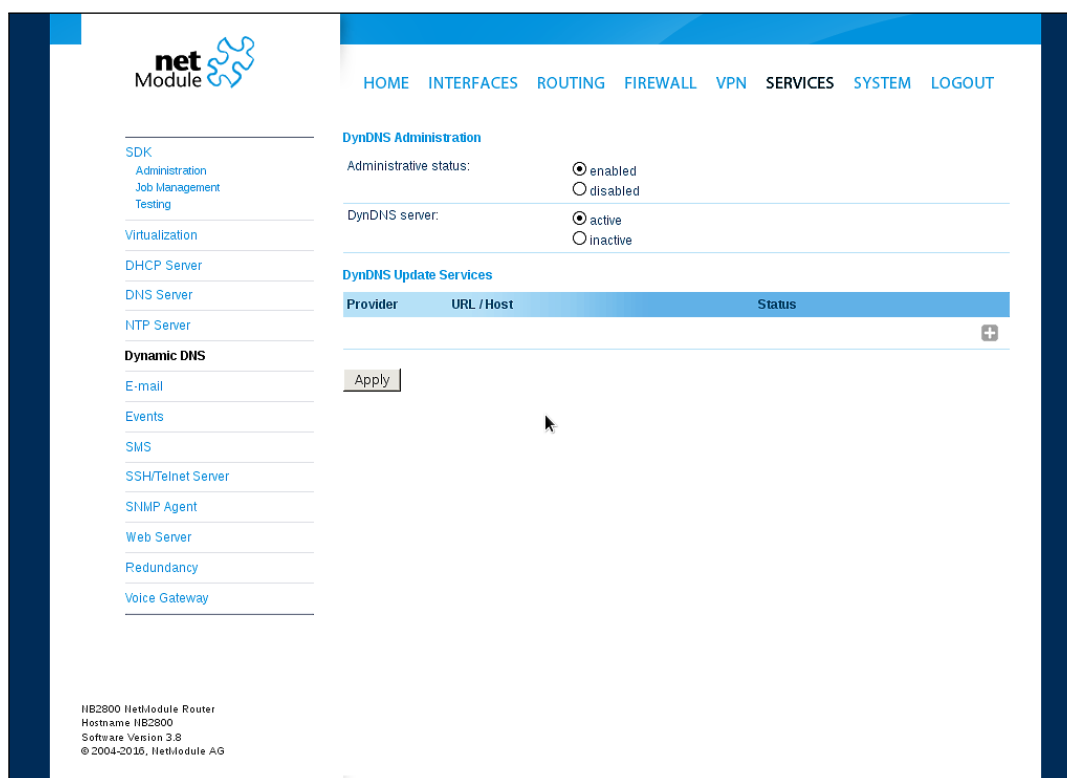 net
Module
HOME INTERFACES ROUTING FIREWALL VPN SERVICES SYSTEM LOGOUT
SDK
Administration
Job Management
Testing
Virtualization
DHCP Server
DNS Server
NTP Server
Dynamic DNS
E-mail
Events
SMS
SSH/Telnet Server
SNMP Agent
Web Server
Redundancy
Voice Gateway
DynDNS Administration
Administrative status:
enabled
disabled
DynDNS server:
active
inactive
DynDNS Update Services
Provider URL / Host Status
Apply
NB2800 NetModule Router
Hostname NB2800
Software Version 3.8
© 2004-2016, NetModule AG